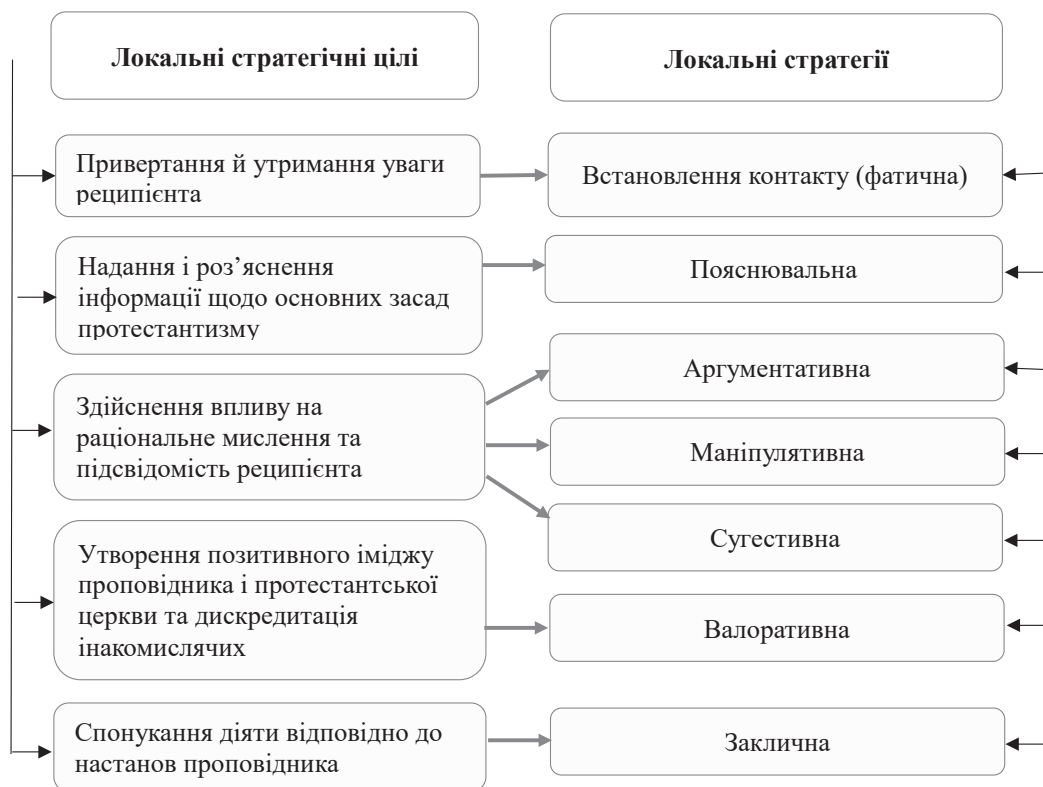 Локальні стратегічні цілі
Локальні стратегії
Привертання й утримання уваги
реципієнта
Встановлення контакту (фатична)
Надання і роз’яснення
інформації щодо основних засад
протестантизму
Пояснювальна
Здійснення впливу на
раціональне мислення та
підсвідомість реципієнта
Аргументативна
Маніпулятивна
Сугестивна
Утворення позитивного іміджу
проповідника і протестантської
церкви та дискредитація
інакомислячих
Валоративна
Спонукання діяти відповідно до
настанов проповідника
Заклична